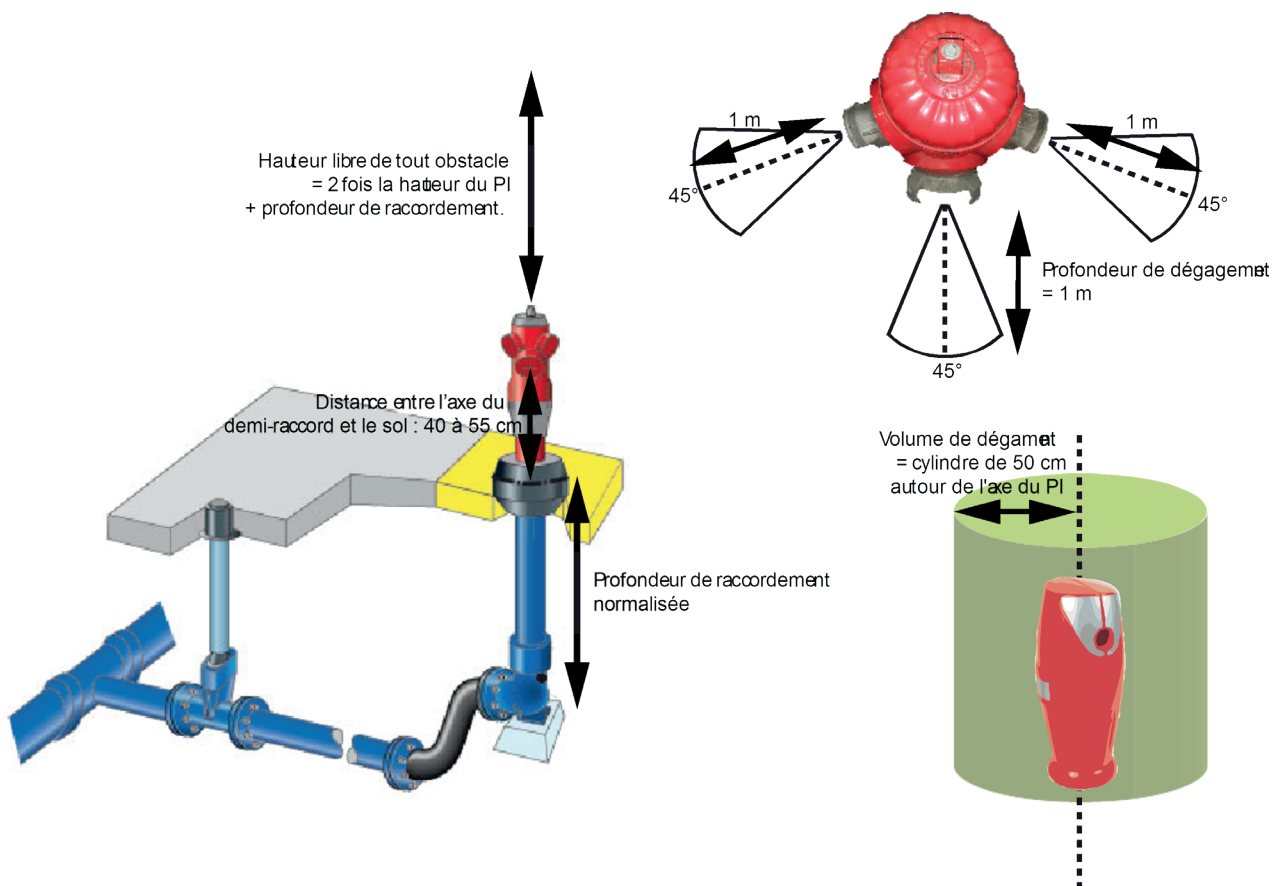 Hauteur libre de tout obstacle
= 2 fois la hauteur du PI
+ profondeur de raccordement.
Distance entre l'axe du
demi-raccord et le sol : 40 à 55 cm
Profondeur de raccordement
normalisée
1 m
1 m
45°
45°
45°
Profondeur de dégagement
= 1 m
Volume de dégament
= cylindre de 50 cm
autour de l'axe du PI